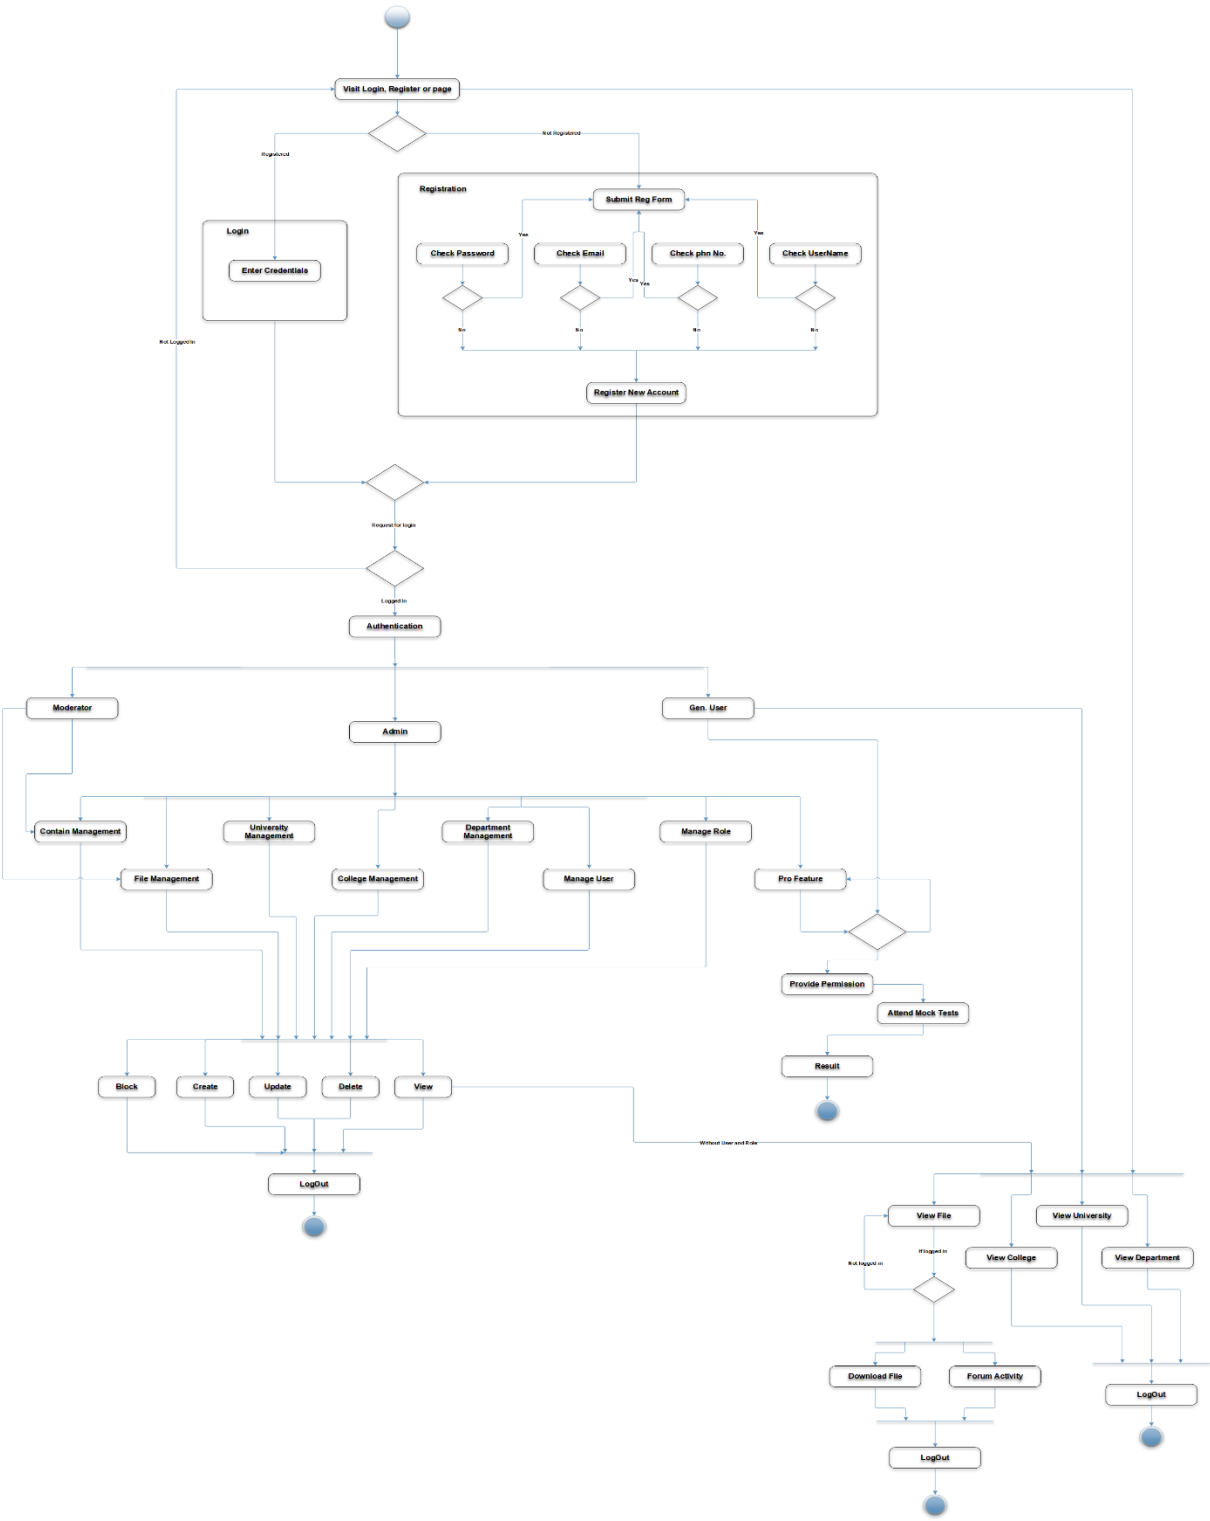 Visit Login, Register or page
Not Registered
Registered
Registration
Submit Reg Form
Login
Yes
Yes
Check Password
Check Email
Check phn No.
Check UserName
Enter Credentials
Yes
Yes
No
No
No
No
Not Logged In
Register New Account
Request for login
Logged in
Authentication
Moderator
Gen. User
Admin
Contain Management
University
Management
Department
Management
Manage Role
File Management
College Management
Manage User
Pro Feature
Provide Permission
Attend Mock Tests
Result
Block
Create
Update
Delete
View
Without User and Role
LogOut
View File
View University
If logged in
Not logged in
View College
View Department
Download File
Forum Activity
LogOut
LogOut